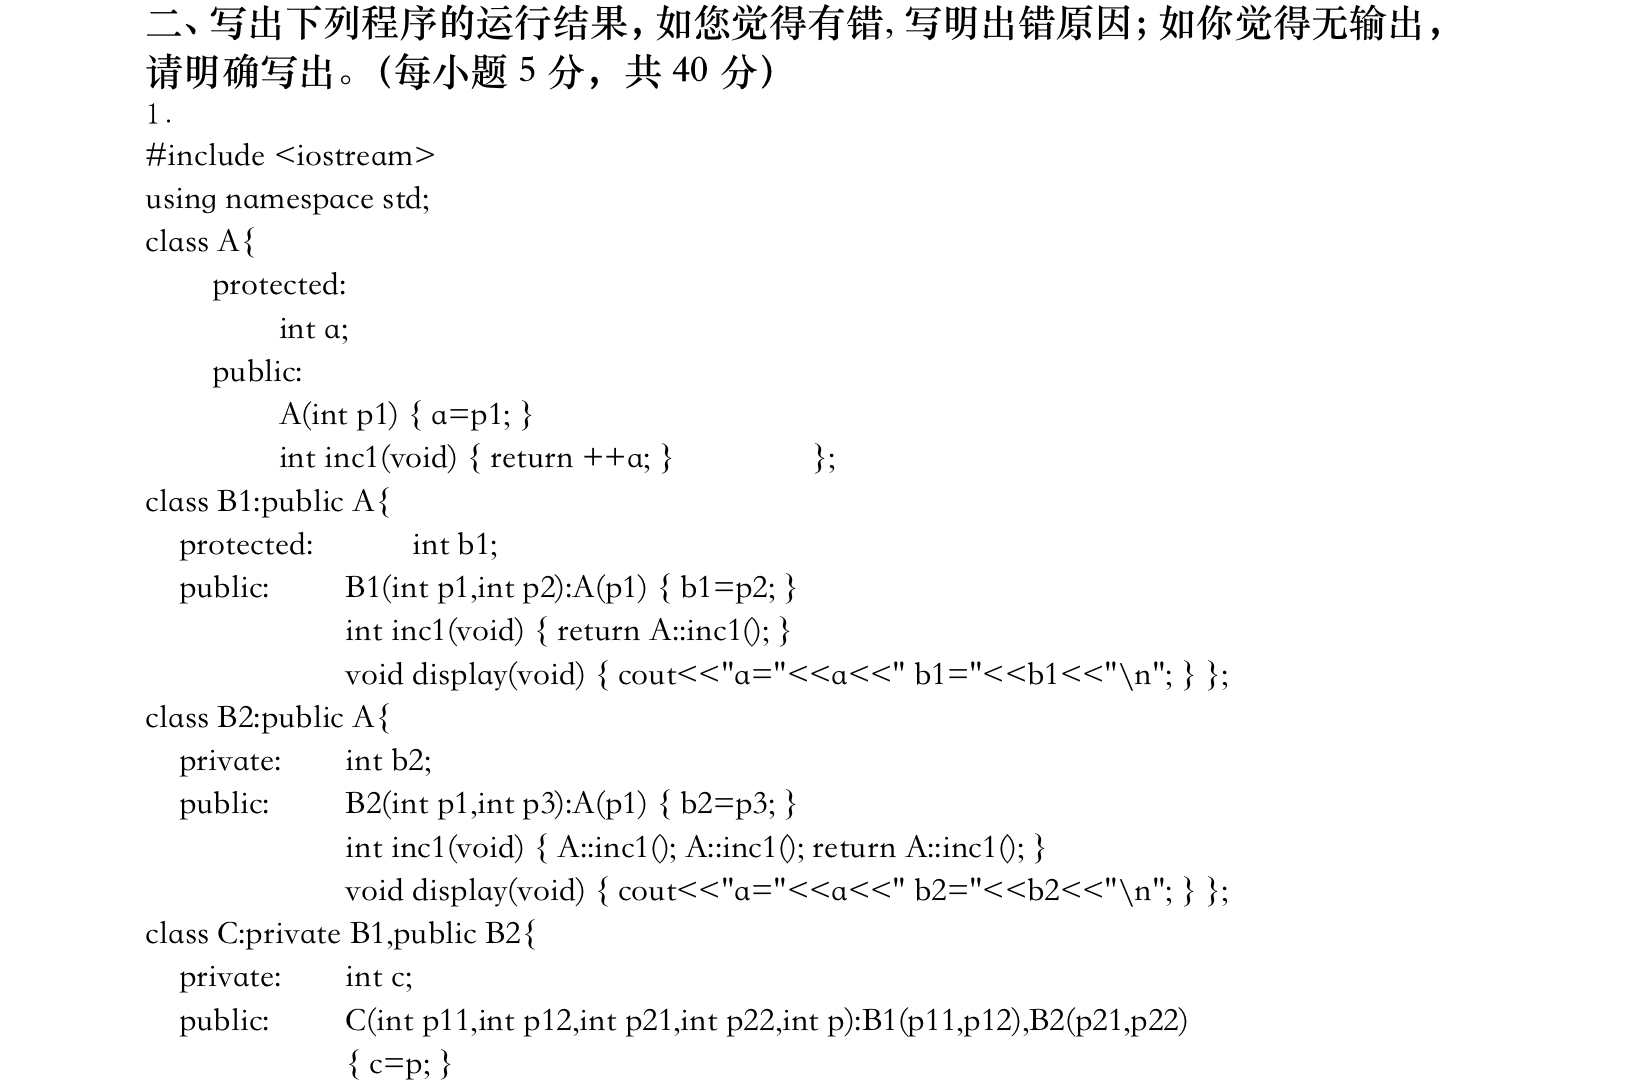 二、写出下列程序的运行结果，如您觉得有错, 写明出错原因；如你觉得无输出，
请明确写出。（每小题 5 分，共 40 分）
1.
#include <iostream>
using namespace std;
class A{
protected:
int a;
public:
A(int p1) { a=p1; }
int inc1(void) { return ++a; } };
class B1:public A{
protected: int b1;
public: B1(int p1,int p2):A(p1) { b1=p2; }
int inc1(void) { return A::inc1(); }
void display(void) { cout<<"a="<<a<<" b1="<<b1<<"\n"; } };
class B2:public A{
private: int b2;
public: B2(int p1,int p3):A(p1) { b2=p3; }
int inc1(void) { A::inc1(); A::inc1(); return A::inc1(); }
void display(void) { cout<<"a="<<a<<" b2="<<b2<<"\n"; } };
class C:private B1,public B2{
private: int c;
public: C(int p11,int p12,int p21,int p22,int p):B1(p11,p12),B2(p21,p22)
{ c=p; }